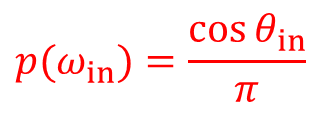 p(ω_in) = cos θ_in / π